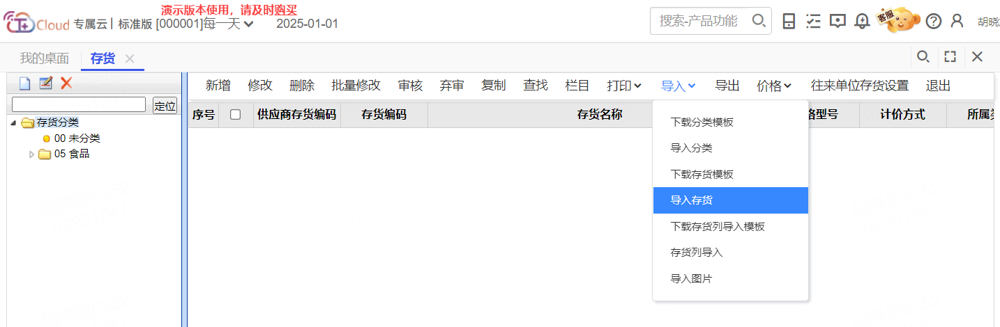 演示版本使用，请及时购买
T+ Cloud 专属云 | 标准版 [000001]每一天 2025-01-01 搜索-产品功能 客服 胡晓
我的桌面 存货
新增 修改 删除 批量修改 审核 弃审 复制 查找 栏目 打印 导入 导出 价格 往来单位存货设置 退出
定位
序号 供应商存货编码 存货编码 存货名称 格型号 计价方式 所属类
存货分类
00 未分类
05 食品
下载分类模板
导入分类
下载存货模板
导入存货
下载存货列导入模板
存货列导入
导入图片